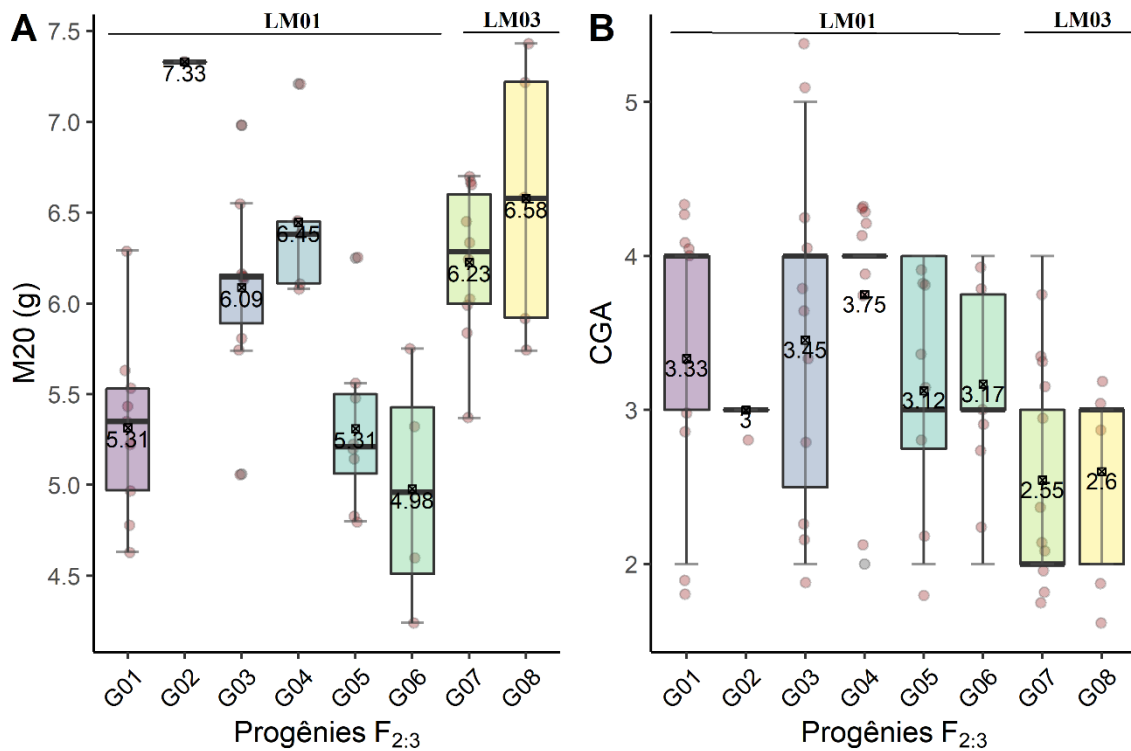 A
LM01
LM03
M20 (g)
7.5
7.0
6.5
6.0
5.5
5.0
4.5
5.31
7.33
6.09
6.45
5.31
4.98
6.23
6.58
G01
G02
G03
G04
G05
G06
G07
G08
Progênies F2:3
B
LM01
LM03
CGA
5
4
3
2
3.33
3
3.45
3.75
3.12
3.17
2.55
2.6
G01
G02
G03
G04
G05
G06
G07
G08
Progênies F2:3